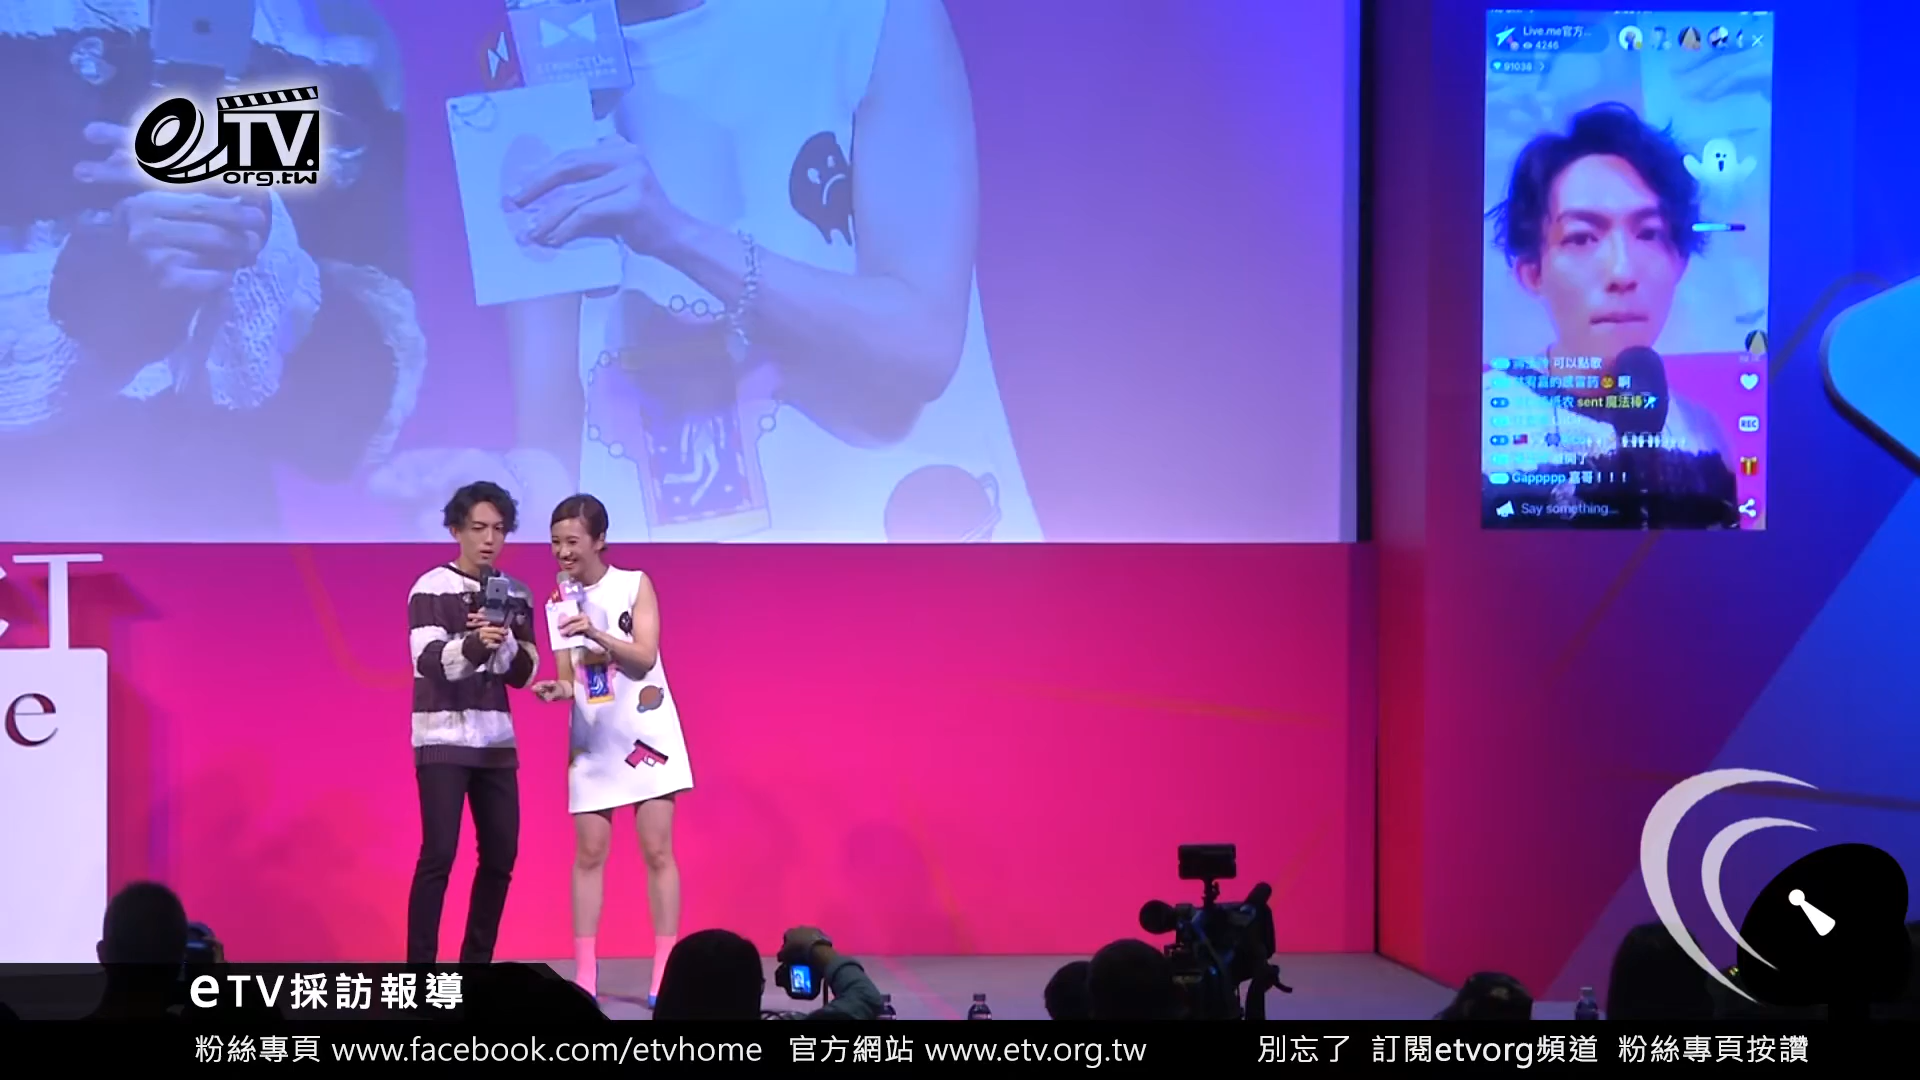 eTV.
org.tw
Live.me官方...
4246
91038
可以點歌
sent 魔法棒
REC
Gappppp 嘉哥！！！
Say something...
CT
e
eTV採訪報導
粉絲專頁 www.facebook.com/etvhome 官方網站 www.etv.org.tw 別忘了 訂閱etvorg頻道 粉絲專頁按讚